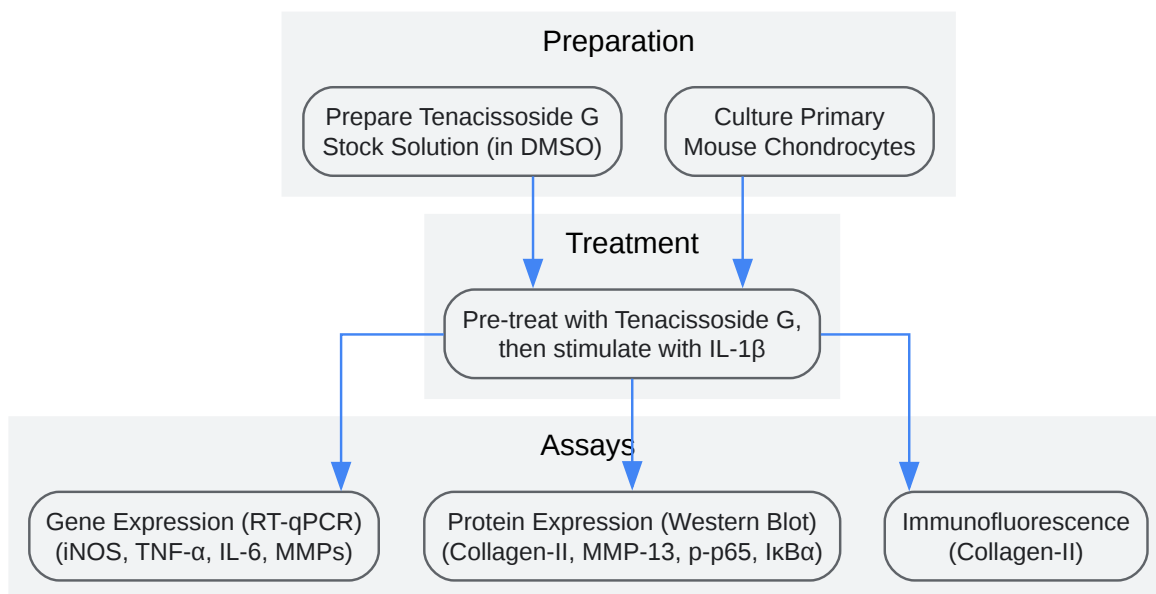 Preparation
Prepare Tenacissoside G
Stock Solution (in DMSO)
Culture Primary
Mouse Chondrocytes
Treatment
Pre-treat with Tenacissoside G,
then stimulate with IL-1β
Assays
Gene Expression (RT-qPCR)
(iNOS, TNF-α, IL-6, MMPs)
Protein Expression (Western Blot)
(Collagen-II, MMP-13, p-p65, IκBα)
Immunofluorescence
(Collagen-II)